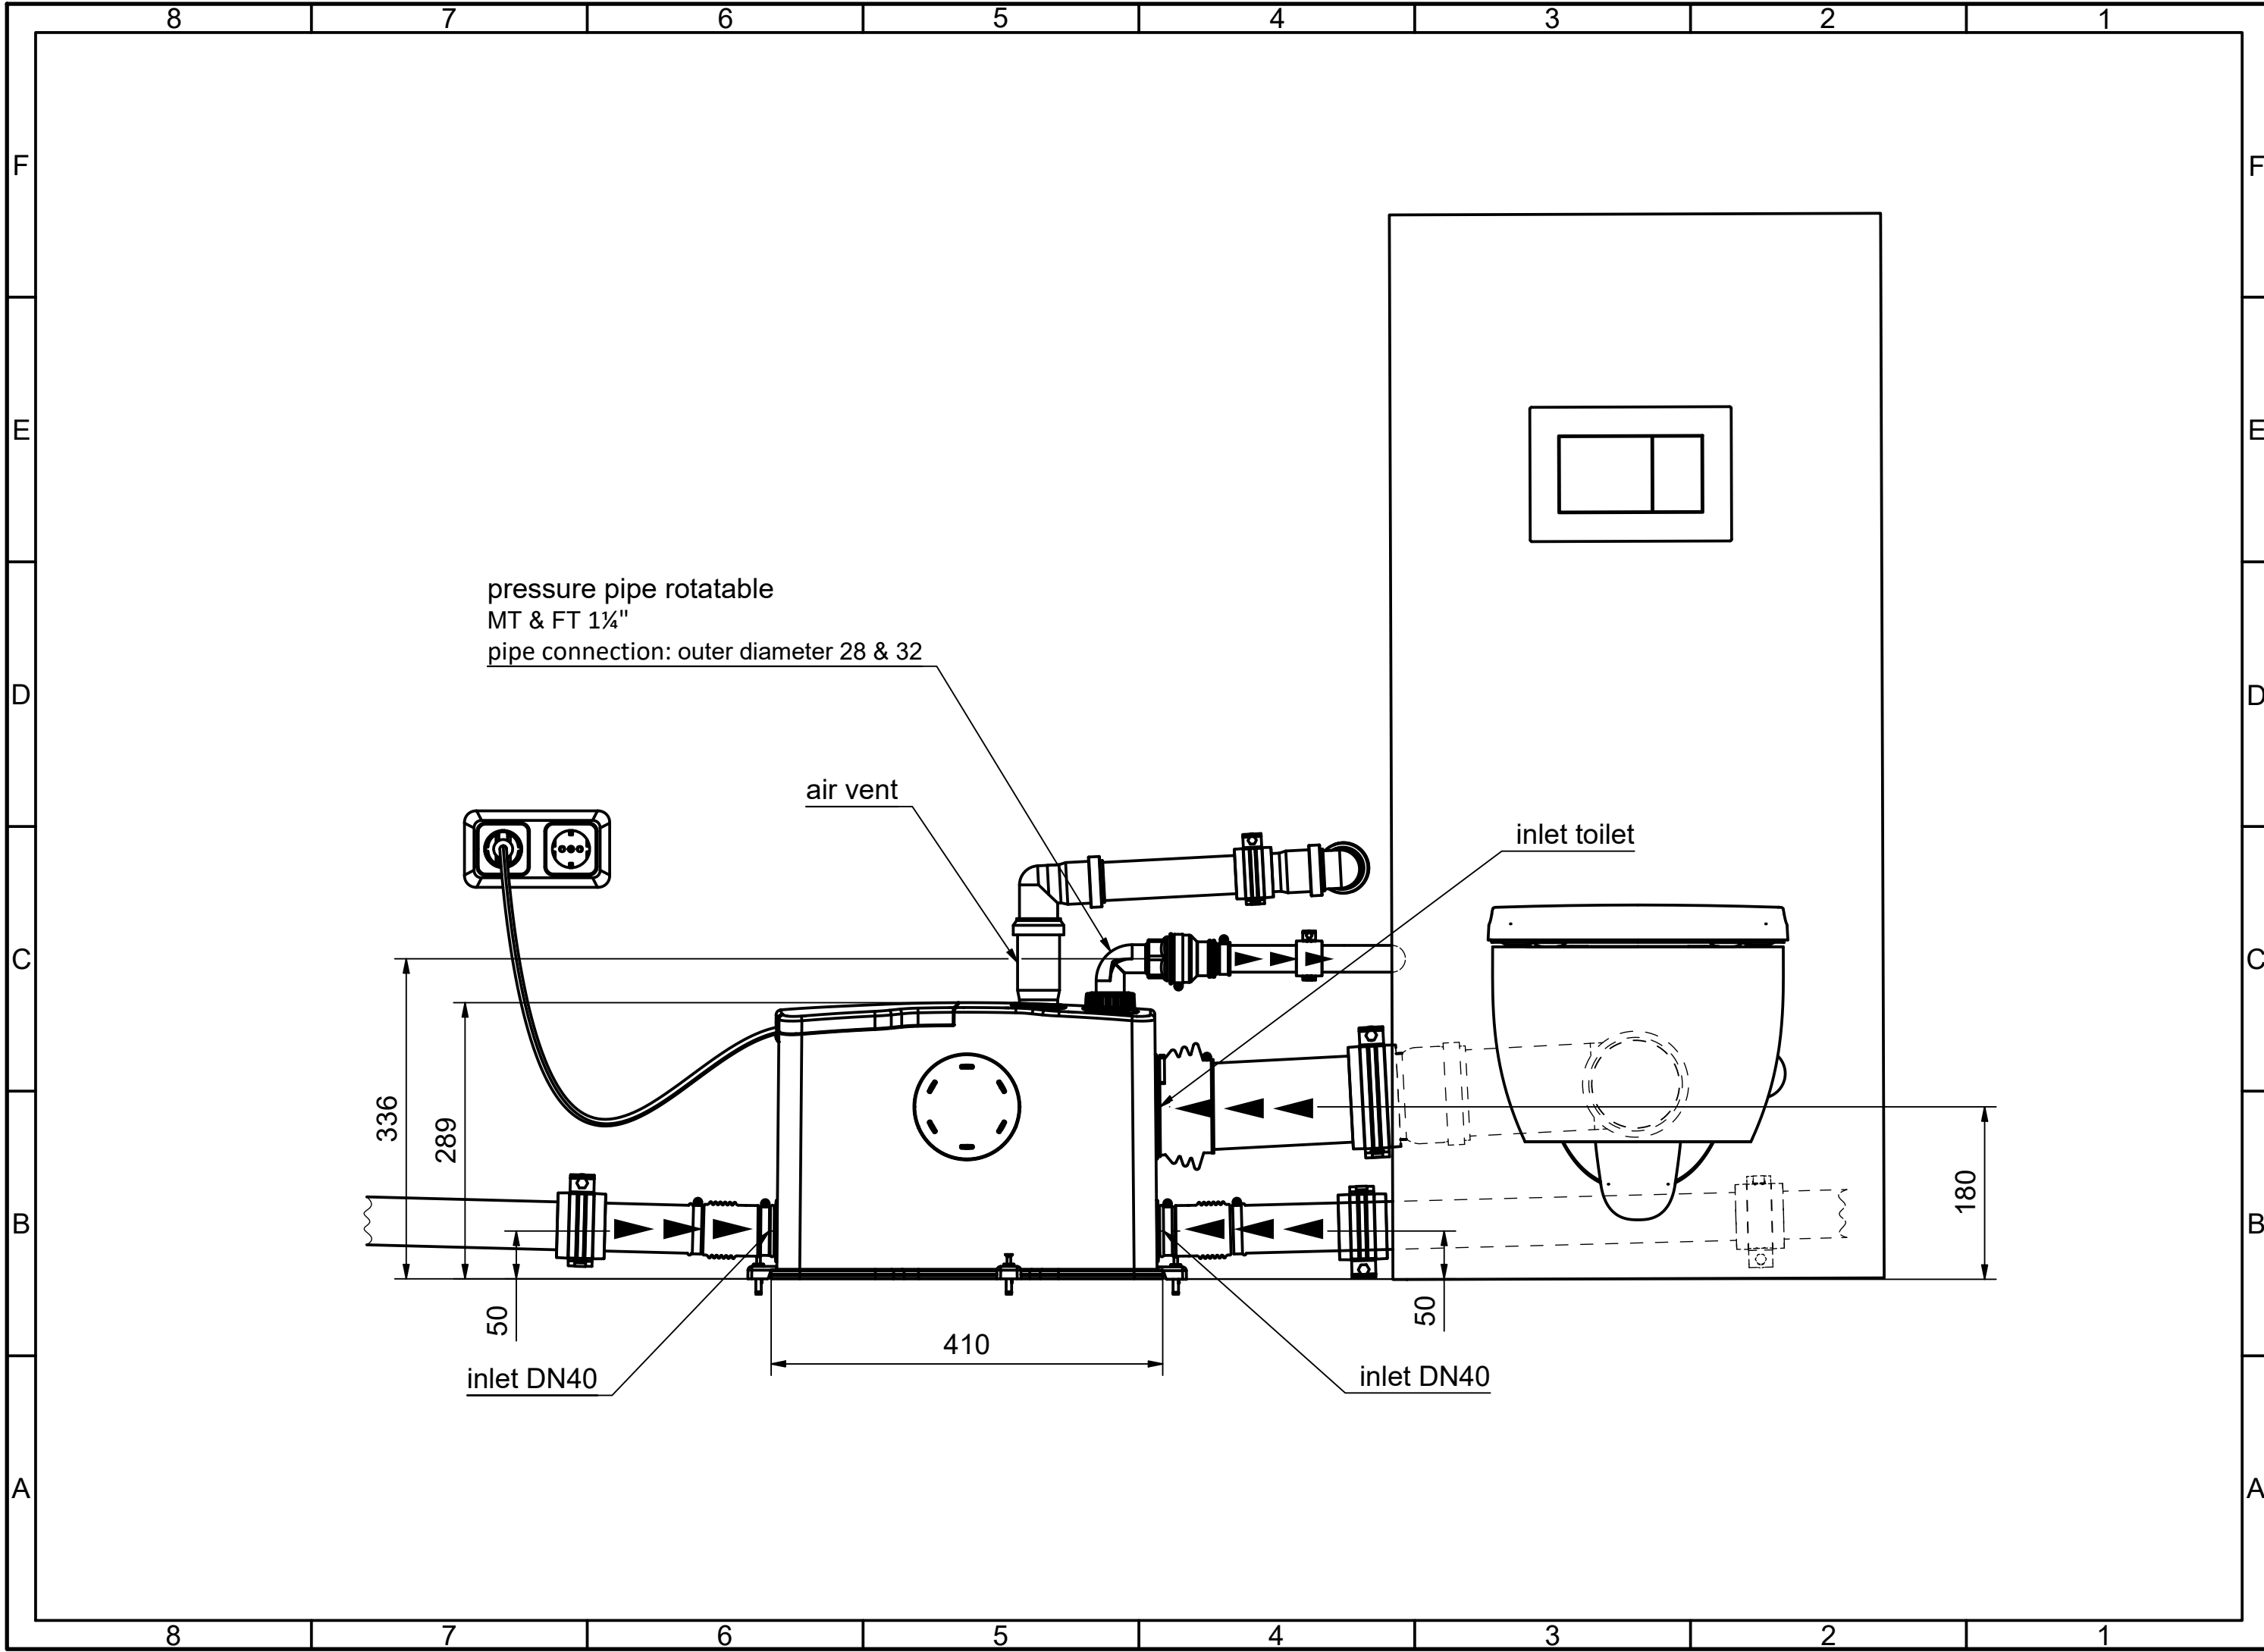 8 7 6 5 4 3 2 1
F F
E E
pressure pipe rotatable
MT & FT 1¼"
pipe connection: outer diameter 28 & 32
D D
air vent
inlet toilet
C C
336
289
180
B B
50
50
410
inlet DN40
inlet DN40
A A
8 7 6 5 4 3 2 1